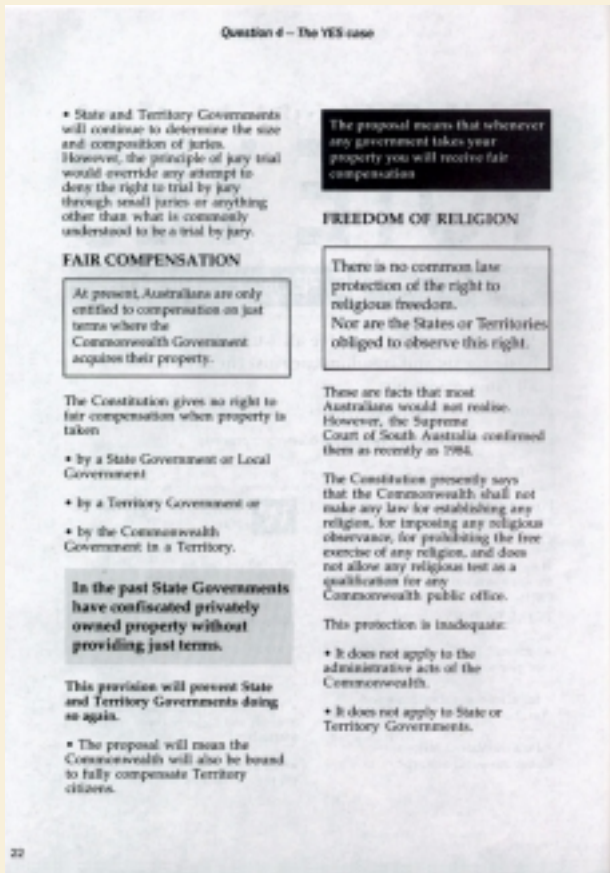 Question 4 – The YES case
• State and Territory Governments
will continue to determine the size
and composition of juries.
However, the principle of jury trial
would override any attempt to
deny the right to trial by jury
through small juries or anything
other than what is commonly
understood to be a trial by jury.
FAIR COMPENSATION
At present, Australians are only
entitled to compensation on just
terms where the
Commonwealth Government
acquires their property.
The Constitution gives no right to
fair compensation when property is
taken
• by a State Government or Local
Government
• by a Territory Government or
• by the Commonwealth
Government in a Territory.
In the past State Governments
have confiscated privately
owned property without
providing just terms.
This provision will prevent State
and Territory Governments doing
so again.
• The proposal will mean the
Commonwealth will also be bound
to fully compensate Territory
citizens.
The proposal means that whenever
any government takes your
property you will receive fair
compensation
FREEDOM OF RELIGION
There is no common law
protection of the right to
religious freedom.
Nor are the States or Territories
obliged to observe this right.
These are facts that most
Australians would not realise.
However, the Supreme
Court of South Australia confirmed
them as recently as 1984.
The Constitution presently says
that the Commonwealth shall not
make any law for establishing any
religion, for imposing any religious
observance, for prohibiting the free
exercise of any religion, and does
not allow any religious test as a
qualification for any
Commonwealth public office.
This protection is inadequate:
• It does not apply to the
administrative acts of the
Commonwealth.
• It does not apply to State or
Territory Governments.
22